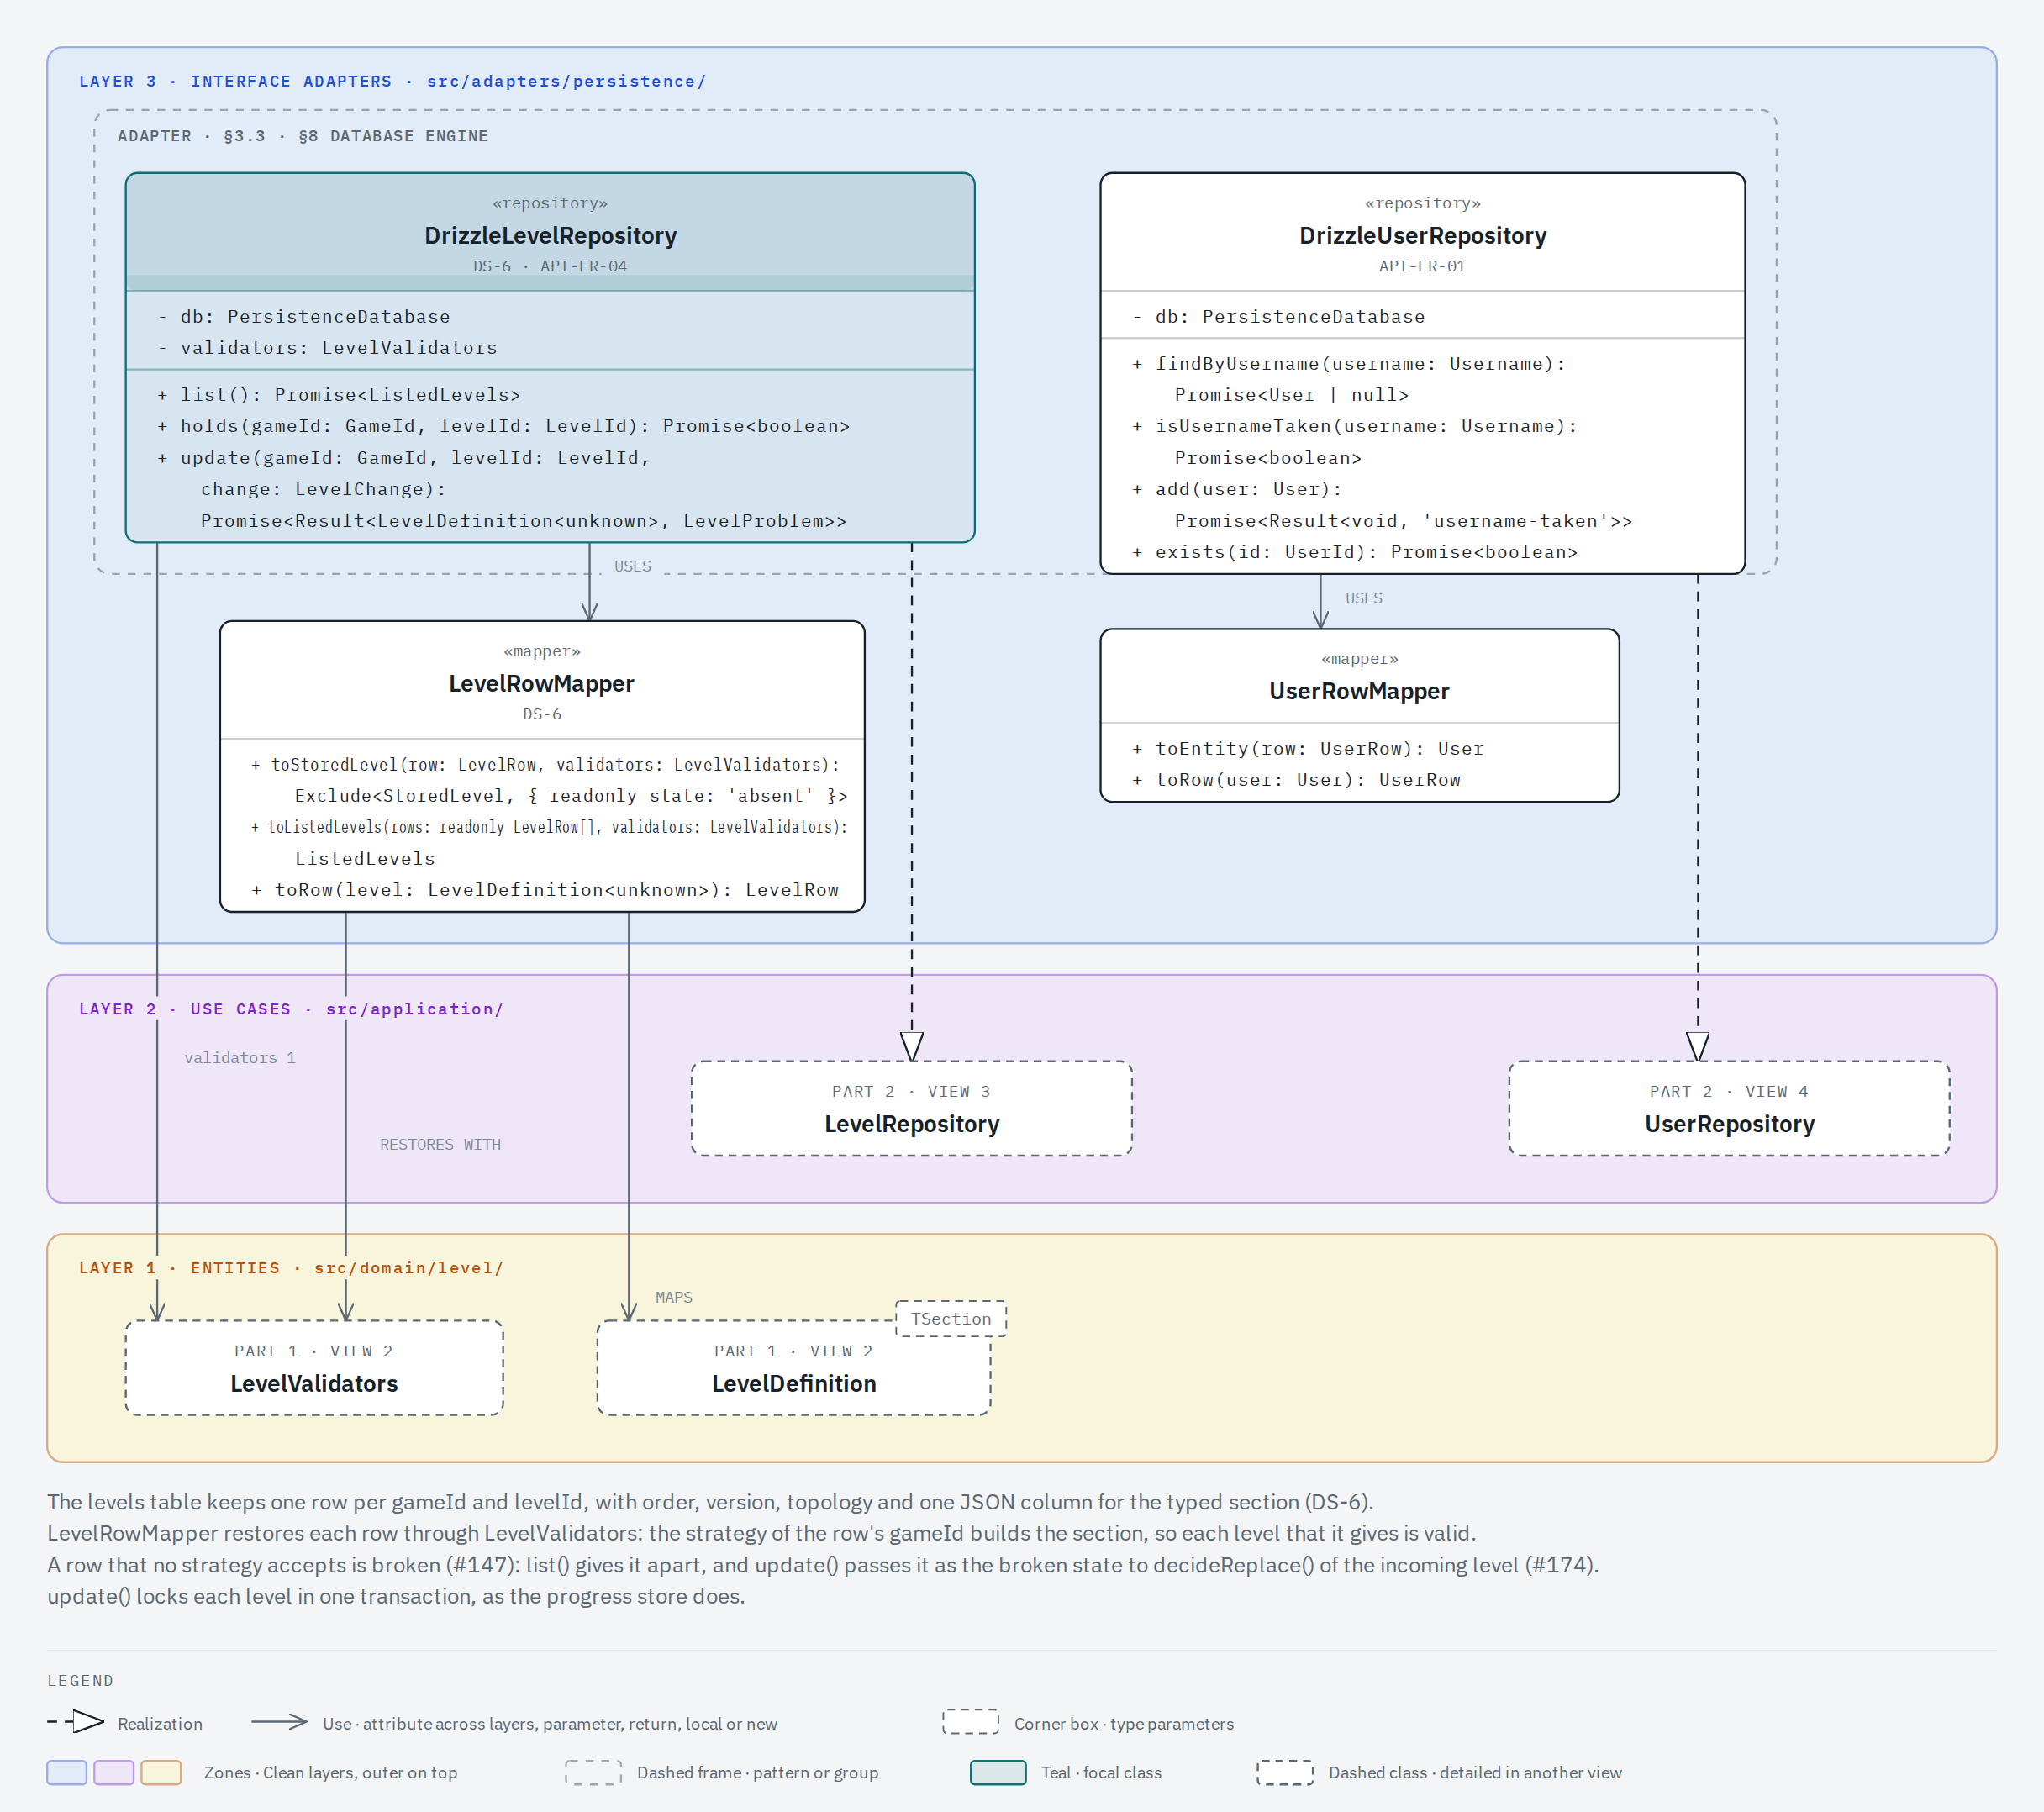 LAYER 3 · INTERFACE ADAPTERS · src/adapters/persistence/
ADAPTER · §3.3 · §8 DATABASE ENGINE
«repository»
DrizzleLevelRepository
DS-6 · API-FR-04
- db: PersistenceDatabase
- validators: LevelValidators
+ list(): Promise<ListedLevels>
+ holds(gameId: GameId, levelId: LevelId): Promise<boolean>
+ update(gameId: GameId, levelId: LevelId,
change: LevelChange):
Promise<Result<LevelDefinition<unknown>, LevelProblem>>
«repository»
DrizzleUserRepository
API-FR-01
- db: PersistenceDatabase
+ findByUsername(username: Username):
Promise<User | null>
+ isUsernameTaken(username: Username):
Promise<boolean>
+ add(user: User):
Promise<Result<void, 'username-taken'>>
+ exists(id: UserId): Promise<boolean>
USES
USES
«mapper»
LevelRowMapper
DS-6
+ toStoredLevel(row: LevelRow, validators: LevelValidators):
Exclude<StoredLevel, { readonly state: 'absent' }>
+ toListedLevels(rows: readonly LevelRow[], validators: LevelValidators):
ListedLevels
+ toRow(level: LevelDefinition<unknown>): LevelRow
«mapper»
UserRowMapper
+ toEntity(row: UserRow): User
+ toRow(user: User): UserRow
LAYER 2 · USE CASES · src/application/
validators 1
RESTORES WITH
PART 2 · VIEW 3
LevelRepository
PART 2 · VIEW 4
UserRepository
LAYER 1 · ENTITIES · src/domain/level/
MAPS
TSection
PART 1 · VIEW 2
LevelValidators
PART 1 · VIEW 2
LevelDefinition
The levels table keeps one row per gameId and levelId, with order, version, topology and one JSON column for the typed section (DS-6).
LevelRowMapper restores each row through LevelValidators: the strategy of the row's gameId builds the section, so each level that it gives is valid.
A row that no strategy accepts is broken (#147): list() gives it apart, and update() passes it as the broken state to decideReplace() of the incoming level (#174).
update() locks each level in one transaction, as the progress store does.
LEGEND
Realization
Use · attribute across layers, parameter, return, local or new
Corner box · type parameters
Zones · Clean layers, outer on top
Dashed frame · pattern or group
Teal · focal class
Dashed class · detailed in another view